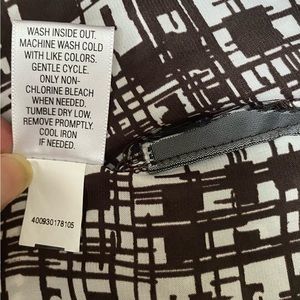 WASH INSIDE OUT.
MACHINE WASH COLD
WITH LIKE COLORS.
GENTLE CYCLE.
ONLY NON-
CHLORINE BLEACH
WHEN NEEDED.
TUMBLE DRY LOW.
REMOVE PROMPTLY.
COOL IRON
IF NEEDED.
400930178105